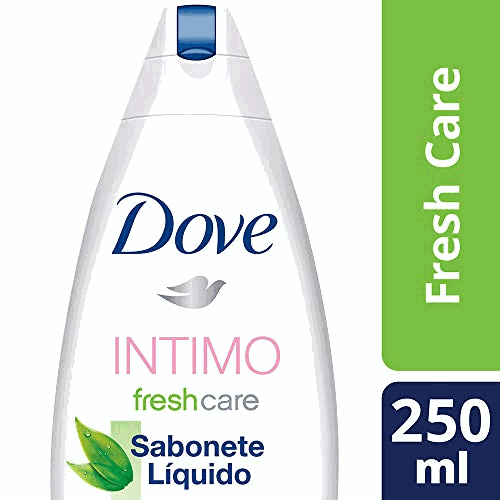 Dove
INTIMO
freshcare
Sabonete
Líquido
Fresh Care
250
ml